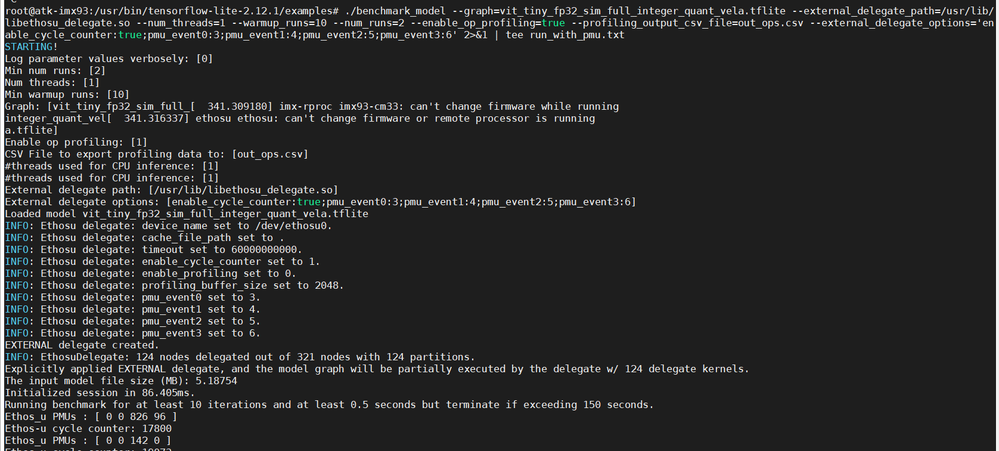 root@atk-imx93:/usr/bin/tensorflow-lite-2.12.1/examples# ./benchmark_model --graph=vit_tiny_fp32_sim_full_integer_quant_vela.tflite --external_delegate_path=/usr/lib/
libethosu_delegate.so --num_threads=1 --warmup_runs=10 --num_runs=2 --enable_op_profiling=true --profiling_output_csv_file=out_ops.csv --external_delegate_options='en
able_cycle_counter:true;pmu_event0:3;pmu_event1:4;pmu_event2:5;pmu_event3:6' 2>&1 | tee run_with_pmu.txt
STARTING!
Log parameter values verbosely: [0]
Min num runs: [2]
Num threads: [1]
Min warmup runs: [10]
Graph: [vit_tiny_fp32_sim_full_[  341.309180] imx-rproc imx93-cm33: can't change firmware while running
integer_quant_vel[  341.316337] ethosu ethosu: can't change firmware or remote processor is running
a.tflite]
Enable op profiling: [1]
CSV File to export profiling data to: [out_ops.csv]
#threads used for CPU inference: [1]
#threads used for CPU inference: [1]
External delegate path: [/usr/lib/libethosu_delegate.so]
External delegate options: [enable_cycle_counter:true;pmu_event0:3;pmu_event1:4;pmu_event2:5;pmu_event3:6]
Loaded model vit_tiny_fp32_sim_full_integer_quant_vela.tflite
INFO: Ethosu delegate: device_name set to /dev/ethosu0.
INFO: Ethosu delegate: cache_file_path set to .
INFO: Ethosu delegate: timeout set to 60000000000.
INFO: Ethosu delegate: enable_cycle_counter set to 1.
INFO: Ethosu delegate: enable_profiling set to 0.
INFO: Ethosu delegate: profiling_buffer_size set to 2048.
INFO: Ethosu delegate: pmu_event0 set to 3.
INFO: Ethosu delegate: pmu_event1 set to 4.
INFO: Ethosu delegate: pmu_event2 set to 5.
INFO: Ethosu delegate: pmu_event3 set to 6.
EXTERNAL delegate created.
INFO: EthosuDelegate: 124 nodes delegated out of 321 nodes with 124 partitions.
Explicitly applied EXTERNAL delegate, and the model graph will be partially executed by the delegate w/ 124 delegate kernels.
The input model file size (MB): 5.18754
Initialized session in 86.405ms.
Running benchmark for at least 10 iterations and at least 0.5 seconds but terminate if exceeding 150 seconds.
Ethos_u PMUs : [ 0 0 826 96 ]
Ethos-u cycle counter: 17800
Ethos_u PMUs : [ 0 0 142 0 ]